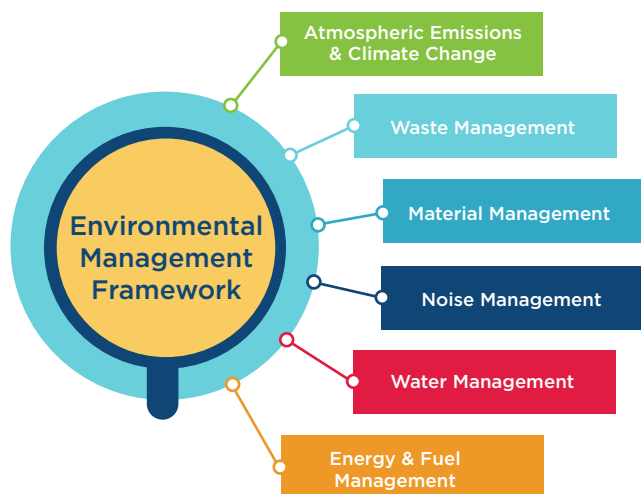 Atmospheric Emissions
& Climate Change
Waste Management
Material Management
Environmental
Management
Framework
Noise Management
Water Management
Energy & Fuel
Management